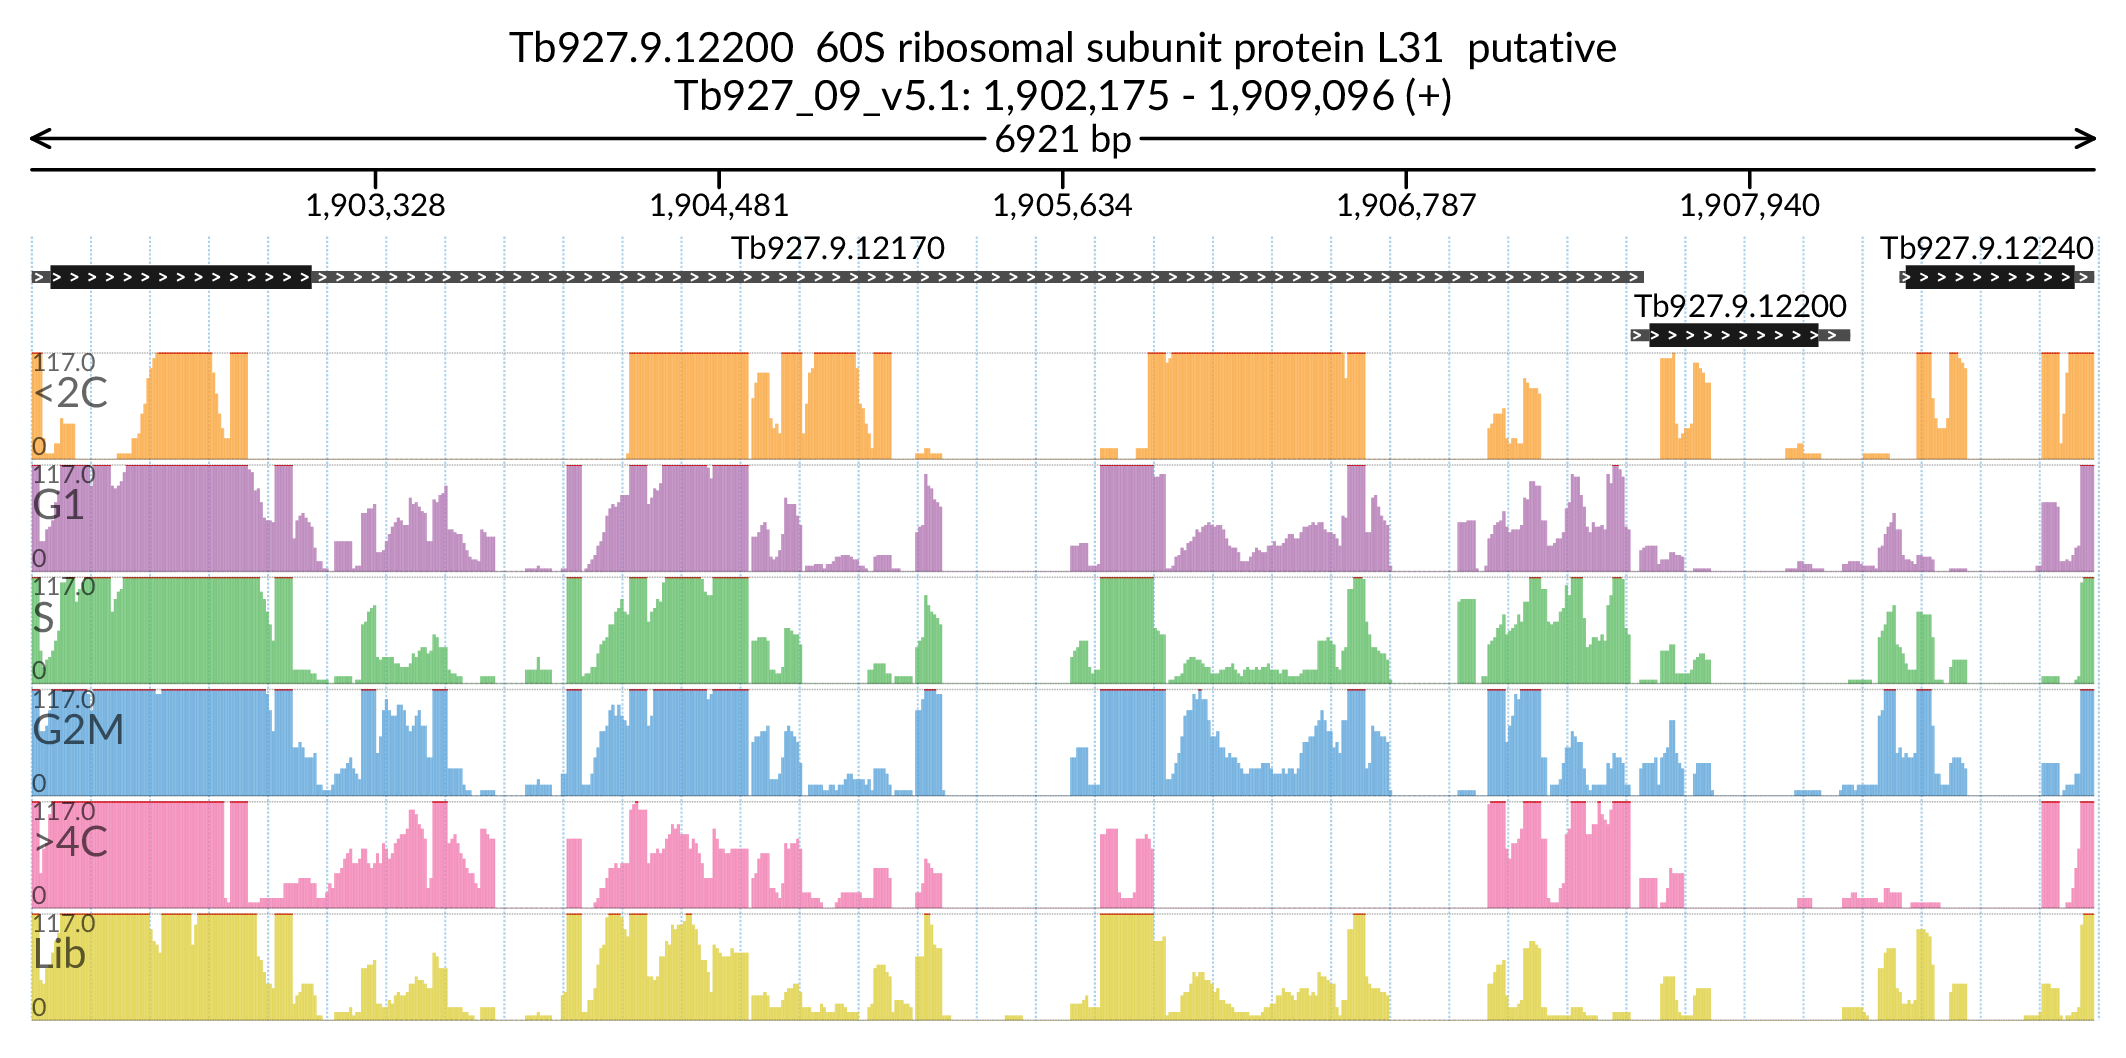 Tb927.9.12200  60S ribosomal subunit protein L31  putative
Tb927_09_v5.1: 1,902,175 - 1,909,096 (+)
6921 bp
1,903,328 1,904,481 1,905,634 1,906,787 1,907,940
Tb927.9.12170 Tb927.9.12240
Tb927.9.12200
117.0
<2C
0
117.0
G1
0
117.0
S
0
117.0
G2M
0
117.0
>4C
0
117.0
Lib
0